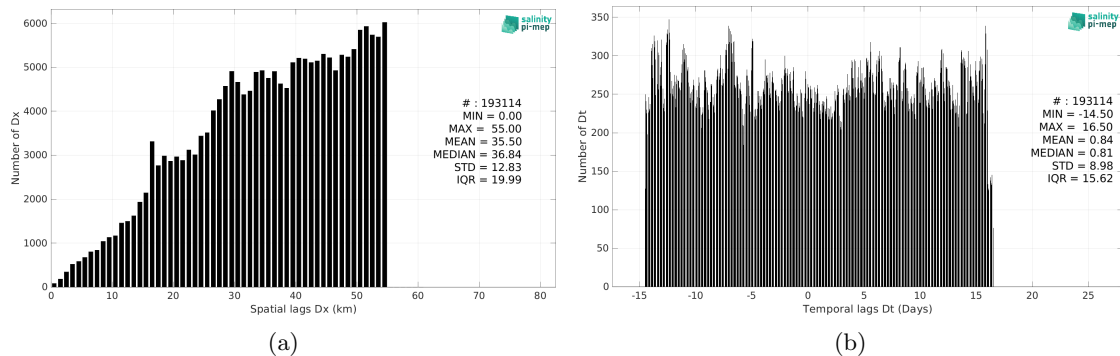 6000
5000
4000
3000
2000
1000
0
Number of Dx
salinity
pi-mep
# : 193114
MIN = 0.00
MAX = 55.00
MEAN = 35.50
MEDIAN = 36.84
STD = 12.83
IQR = 19.99
0 10 20 30 40 50 60 70 80
Spatial lags Dx (km)
(a)
350
300
250
200
150
100
50
0
Number of Dt
salinity
pi-mep
# : 193114
MIN = -14.50
MAX = 16.50
MEAN = 0.84
MEDIAN = 0.81
STD = 8.98
IQR = 15.62
-15 -10 -5 0 5 10 15 20 25
Temporal lags Dt (Days)
(b)